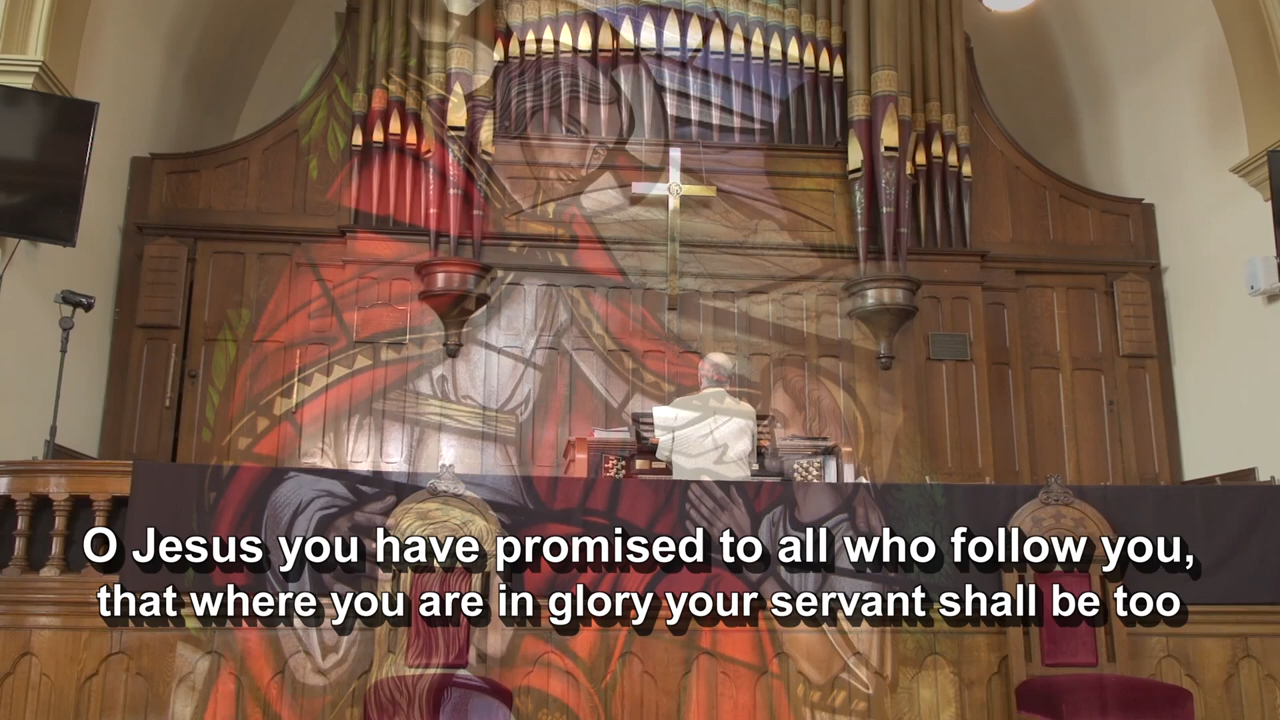 O Jesus you have promised to all who follow you,
that where you are in glory your servant shall be too